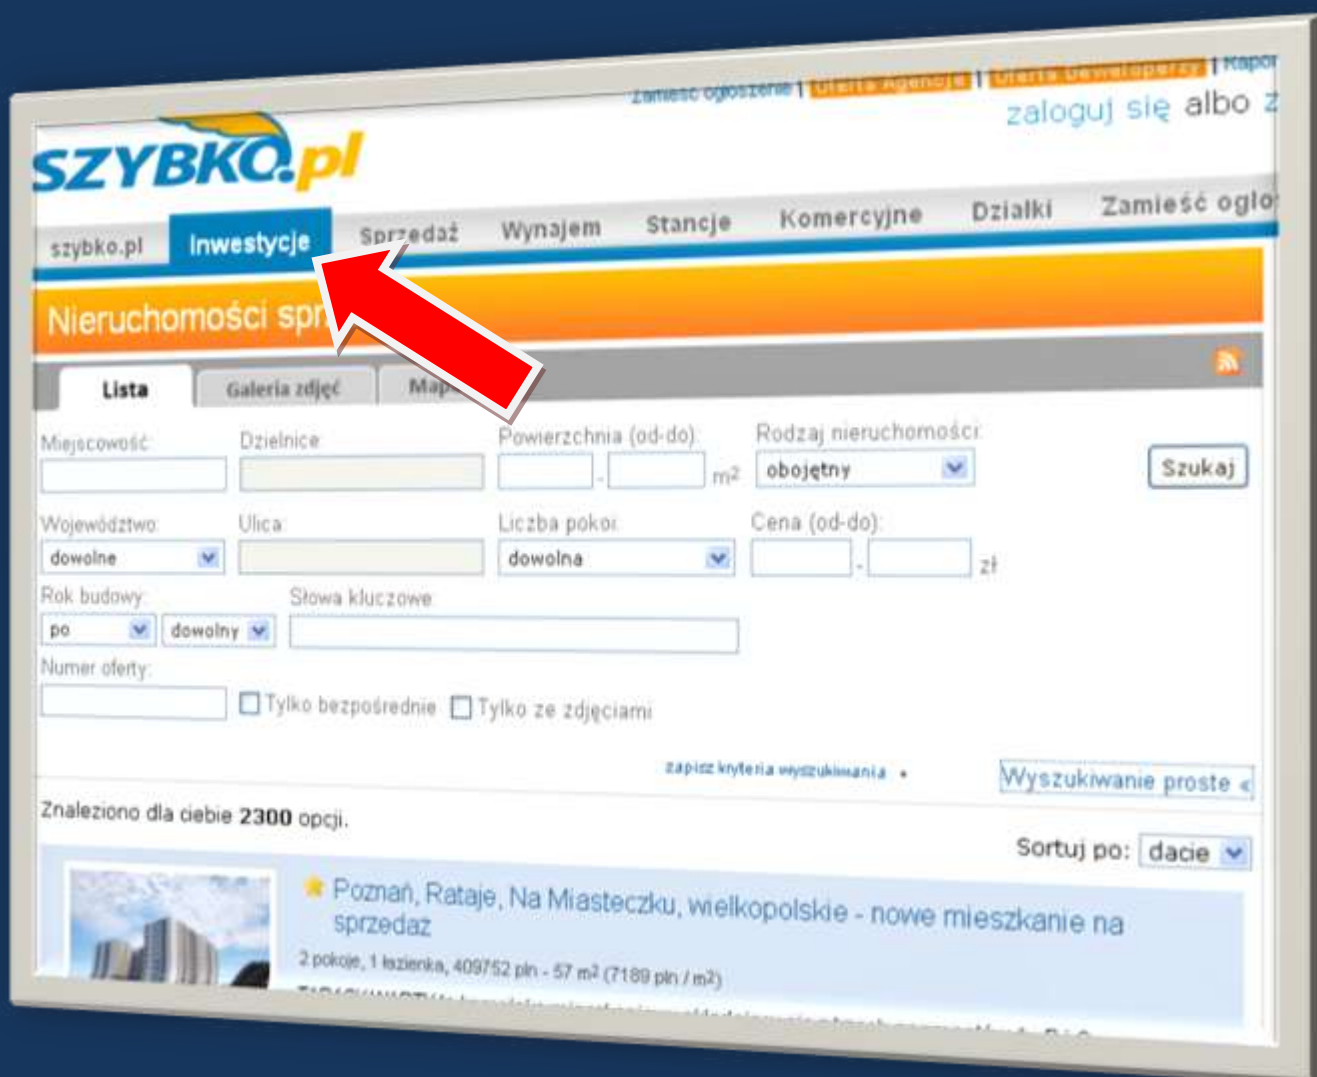 Zamieść ogłoszenie | Oferta Agencje | Oferta Deweloperzy | Rapor
zaloguj się albo z
SZYBKO.pl
szybko.pl Inwestycje Sprzedaż Wynajem Stancje Komercyjne Działki Zamieść ogło
Nieruchomości
Lista Galeria zdjęć
Miejscowość: Dzielnice: Powierzchnia (od-do): Rodzaj nieruchomości:
- m² obojętny Szukaj
Województwo: Ulica: Liczba pokoi: Cena (od-do):
dowolne dowolna - zł
Rok budowy: Słowa kluczowe:
po dowolny
Numer oferty:
Tylko bezpośrednie Tylko ze zdjęciami
zapisz kryteria wyszukiwania Wyszukiwanie proste «
Znaleziono dla ciebie 2300 opcji.
Sortuj po: dacie
Poznań, Rataje, Na Miasteczku, wielkopolskie - nowe mieszkanie na
sprzedaż
2 pokoje, 1 łazienka, 409752 pln - 57 m² (7189 pln / m²)